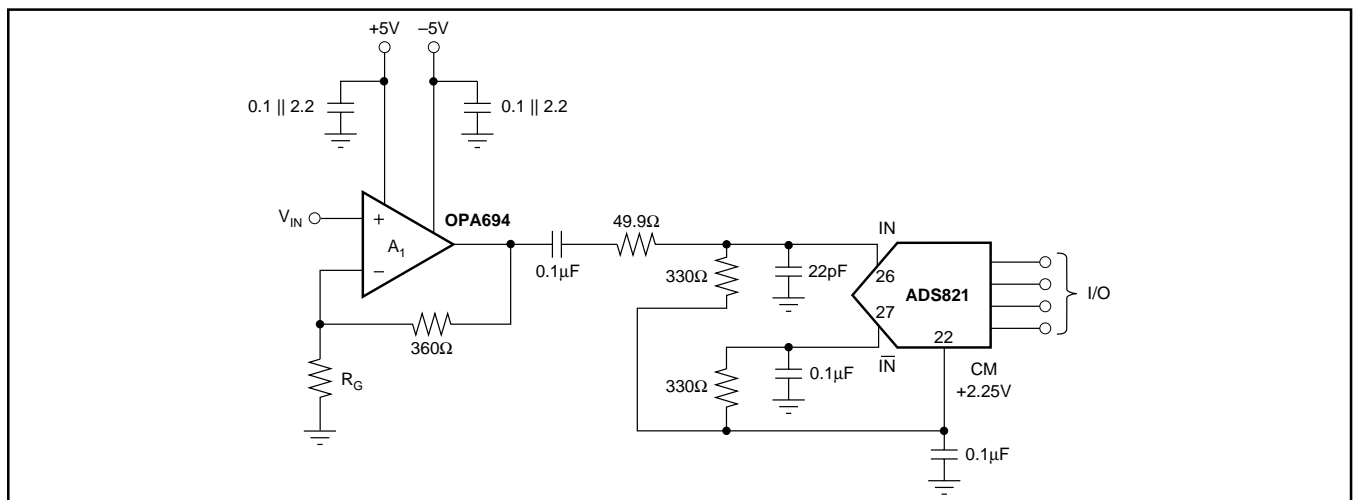 +5V
–5V
0.1 || 2.2
0.1 || 2.2
V_IN
+
–
A_1
OPA694
360Ω
R_G
0.1µF
49.9Ω
330Ω
22pF
330Ω
0.1µF
IN
26
ADS821
27
22
I̅N̅
CM
+2.25V
0.1µF
I/O